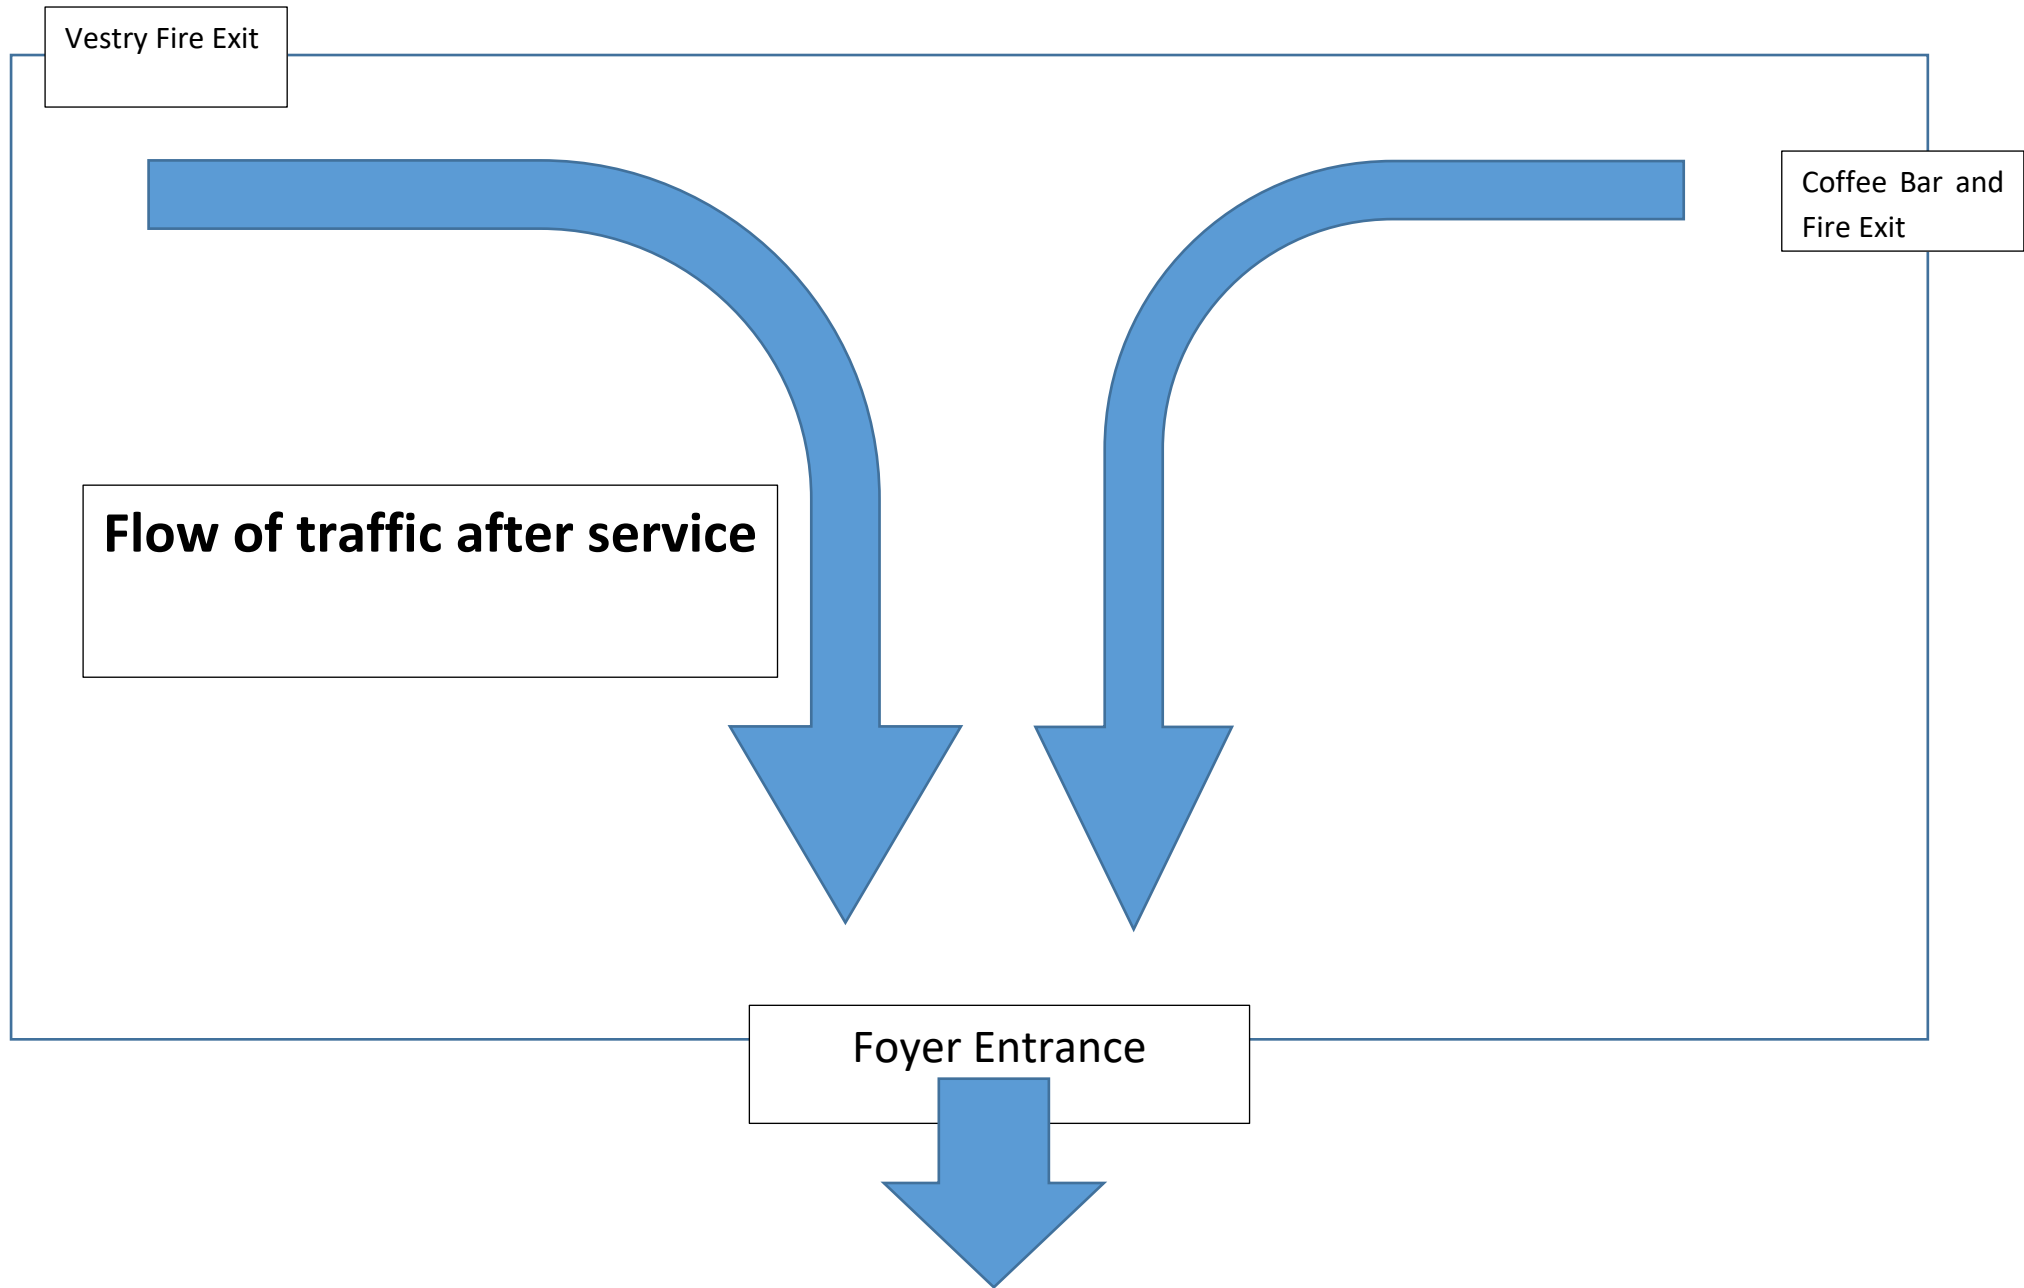 Vestry Fire Exit
Coffee Bar and
Fire Exit
Flow of traffic after service
Foyer Entrance